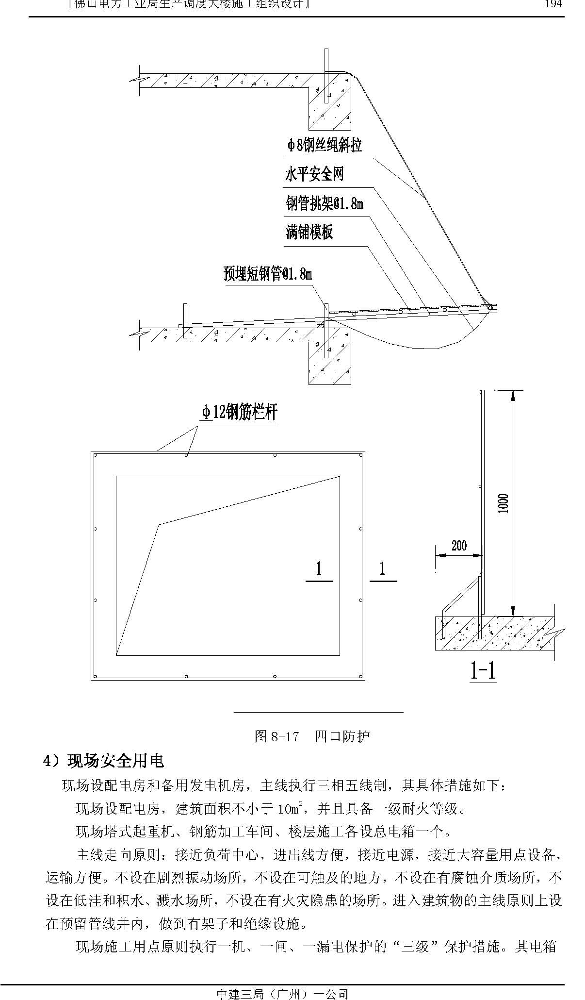 『佛山电力工业局生产调度大楼施工组织设计』 194
ф8钢丝绳斜拉
水平安全网
钢管挑架@1.8m
满铺模板
预埋短钢管@1.8m
ф12钢筋栏杆
1000
200
1 1
1-1
图 8-17 四口防护
4）现场安全用电
现场设配电房和备用发电机房，主线执行三相五线制，其具体措施如下：
现场设配电房，建筑面积不小于 10m²，并且具备一级耐火等级。
现场塔式起重机、钢筋加工车间、楼层施工各设总电箱一个。
主线走向原则：接近负荷中心，进出线方便，接近电源，接近大容量用点设备，
运输方便。不设在剧烈振动场所，不设在可触及的地方，不设在有腐蚀介质场所，不
设在低洼和积水、溅水场所，不设在有火灾隐患的场所。进入建筑物的主线原则上设
在预留管线井内，做到有架子和绝缘设施。
现场施工用点原则执行一机、一闸、一漏电保护的“三级”保护措施。其电箱
中建三局（广州）一公司